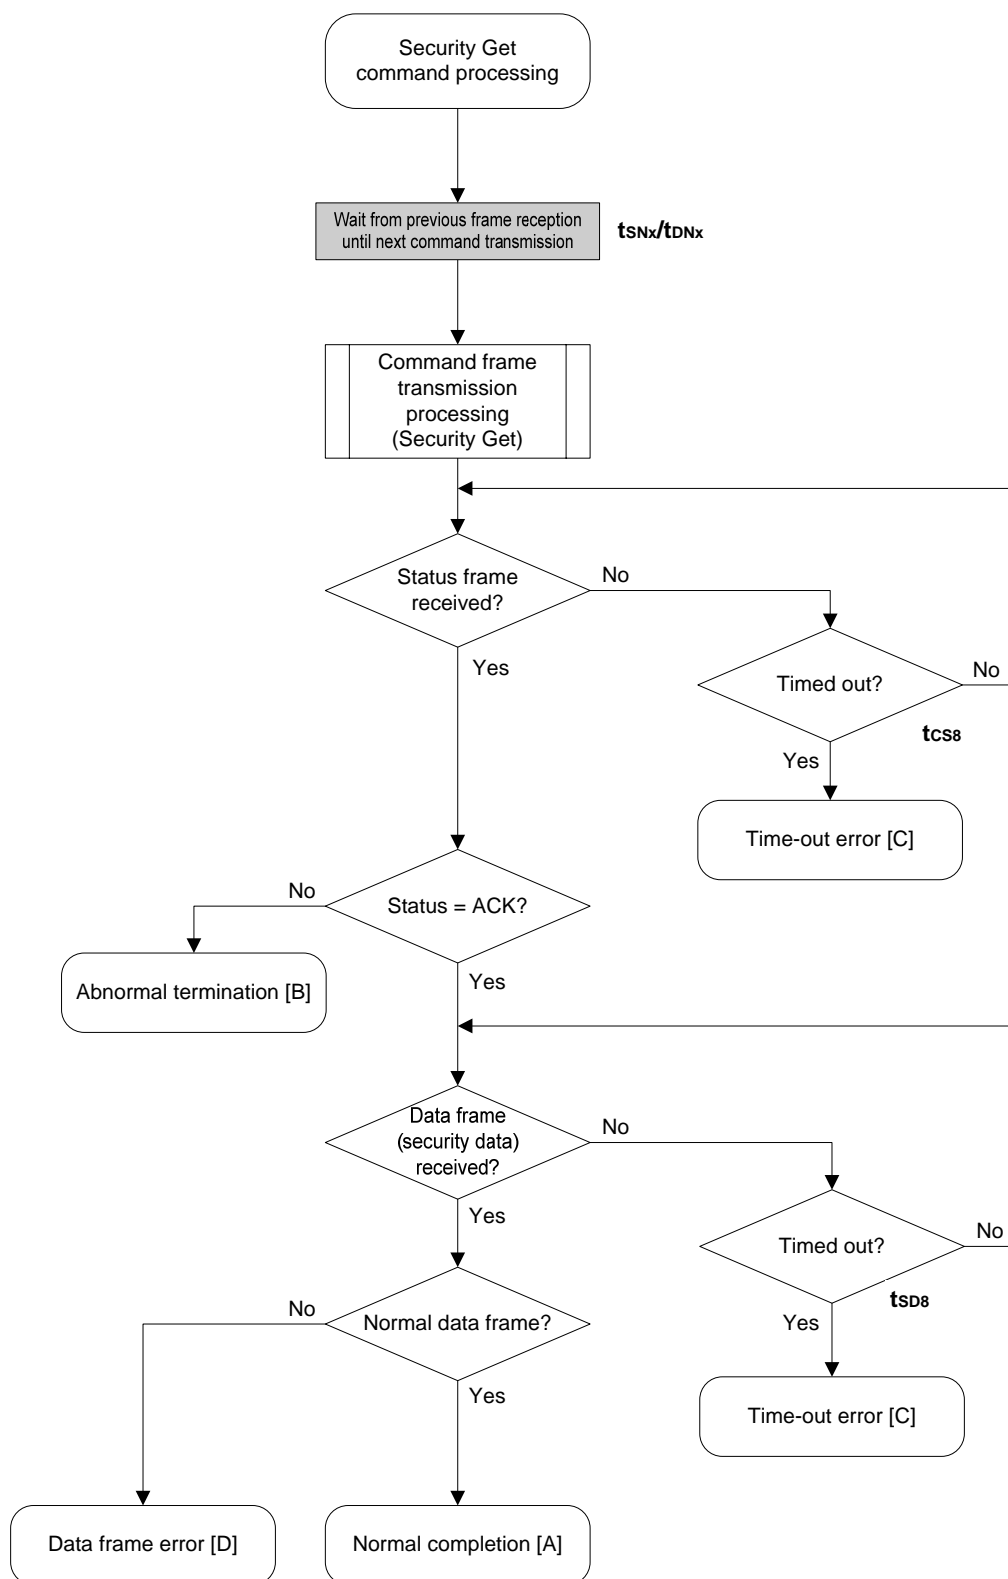 Security Get
command processing
Wait from previous frame reception
until next command transmission
tSNx/tDNx
Command frame
transmission
processing
(Security Get)
Status frame
received?
No
Yes
Timed out?
No
tCS8
Yes
Time-out error [C]
Status = ACK?
No
Abnormal termination [B]
Yes
Data frame
(security data)
received?
No
Yes
Timed out?
No
tSD8
Yes
Time-out error [C]
Normal data frame?
No
Yes
Data frame error [D]
Normal completion [A]